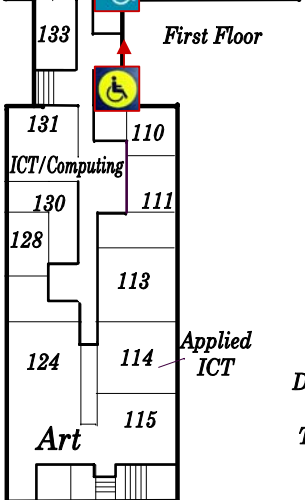 133
First Floor
131
110
ICT/Computing
130
111
128
113
Applied
ICT
124
114
115
Art
D
T